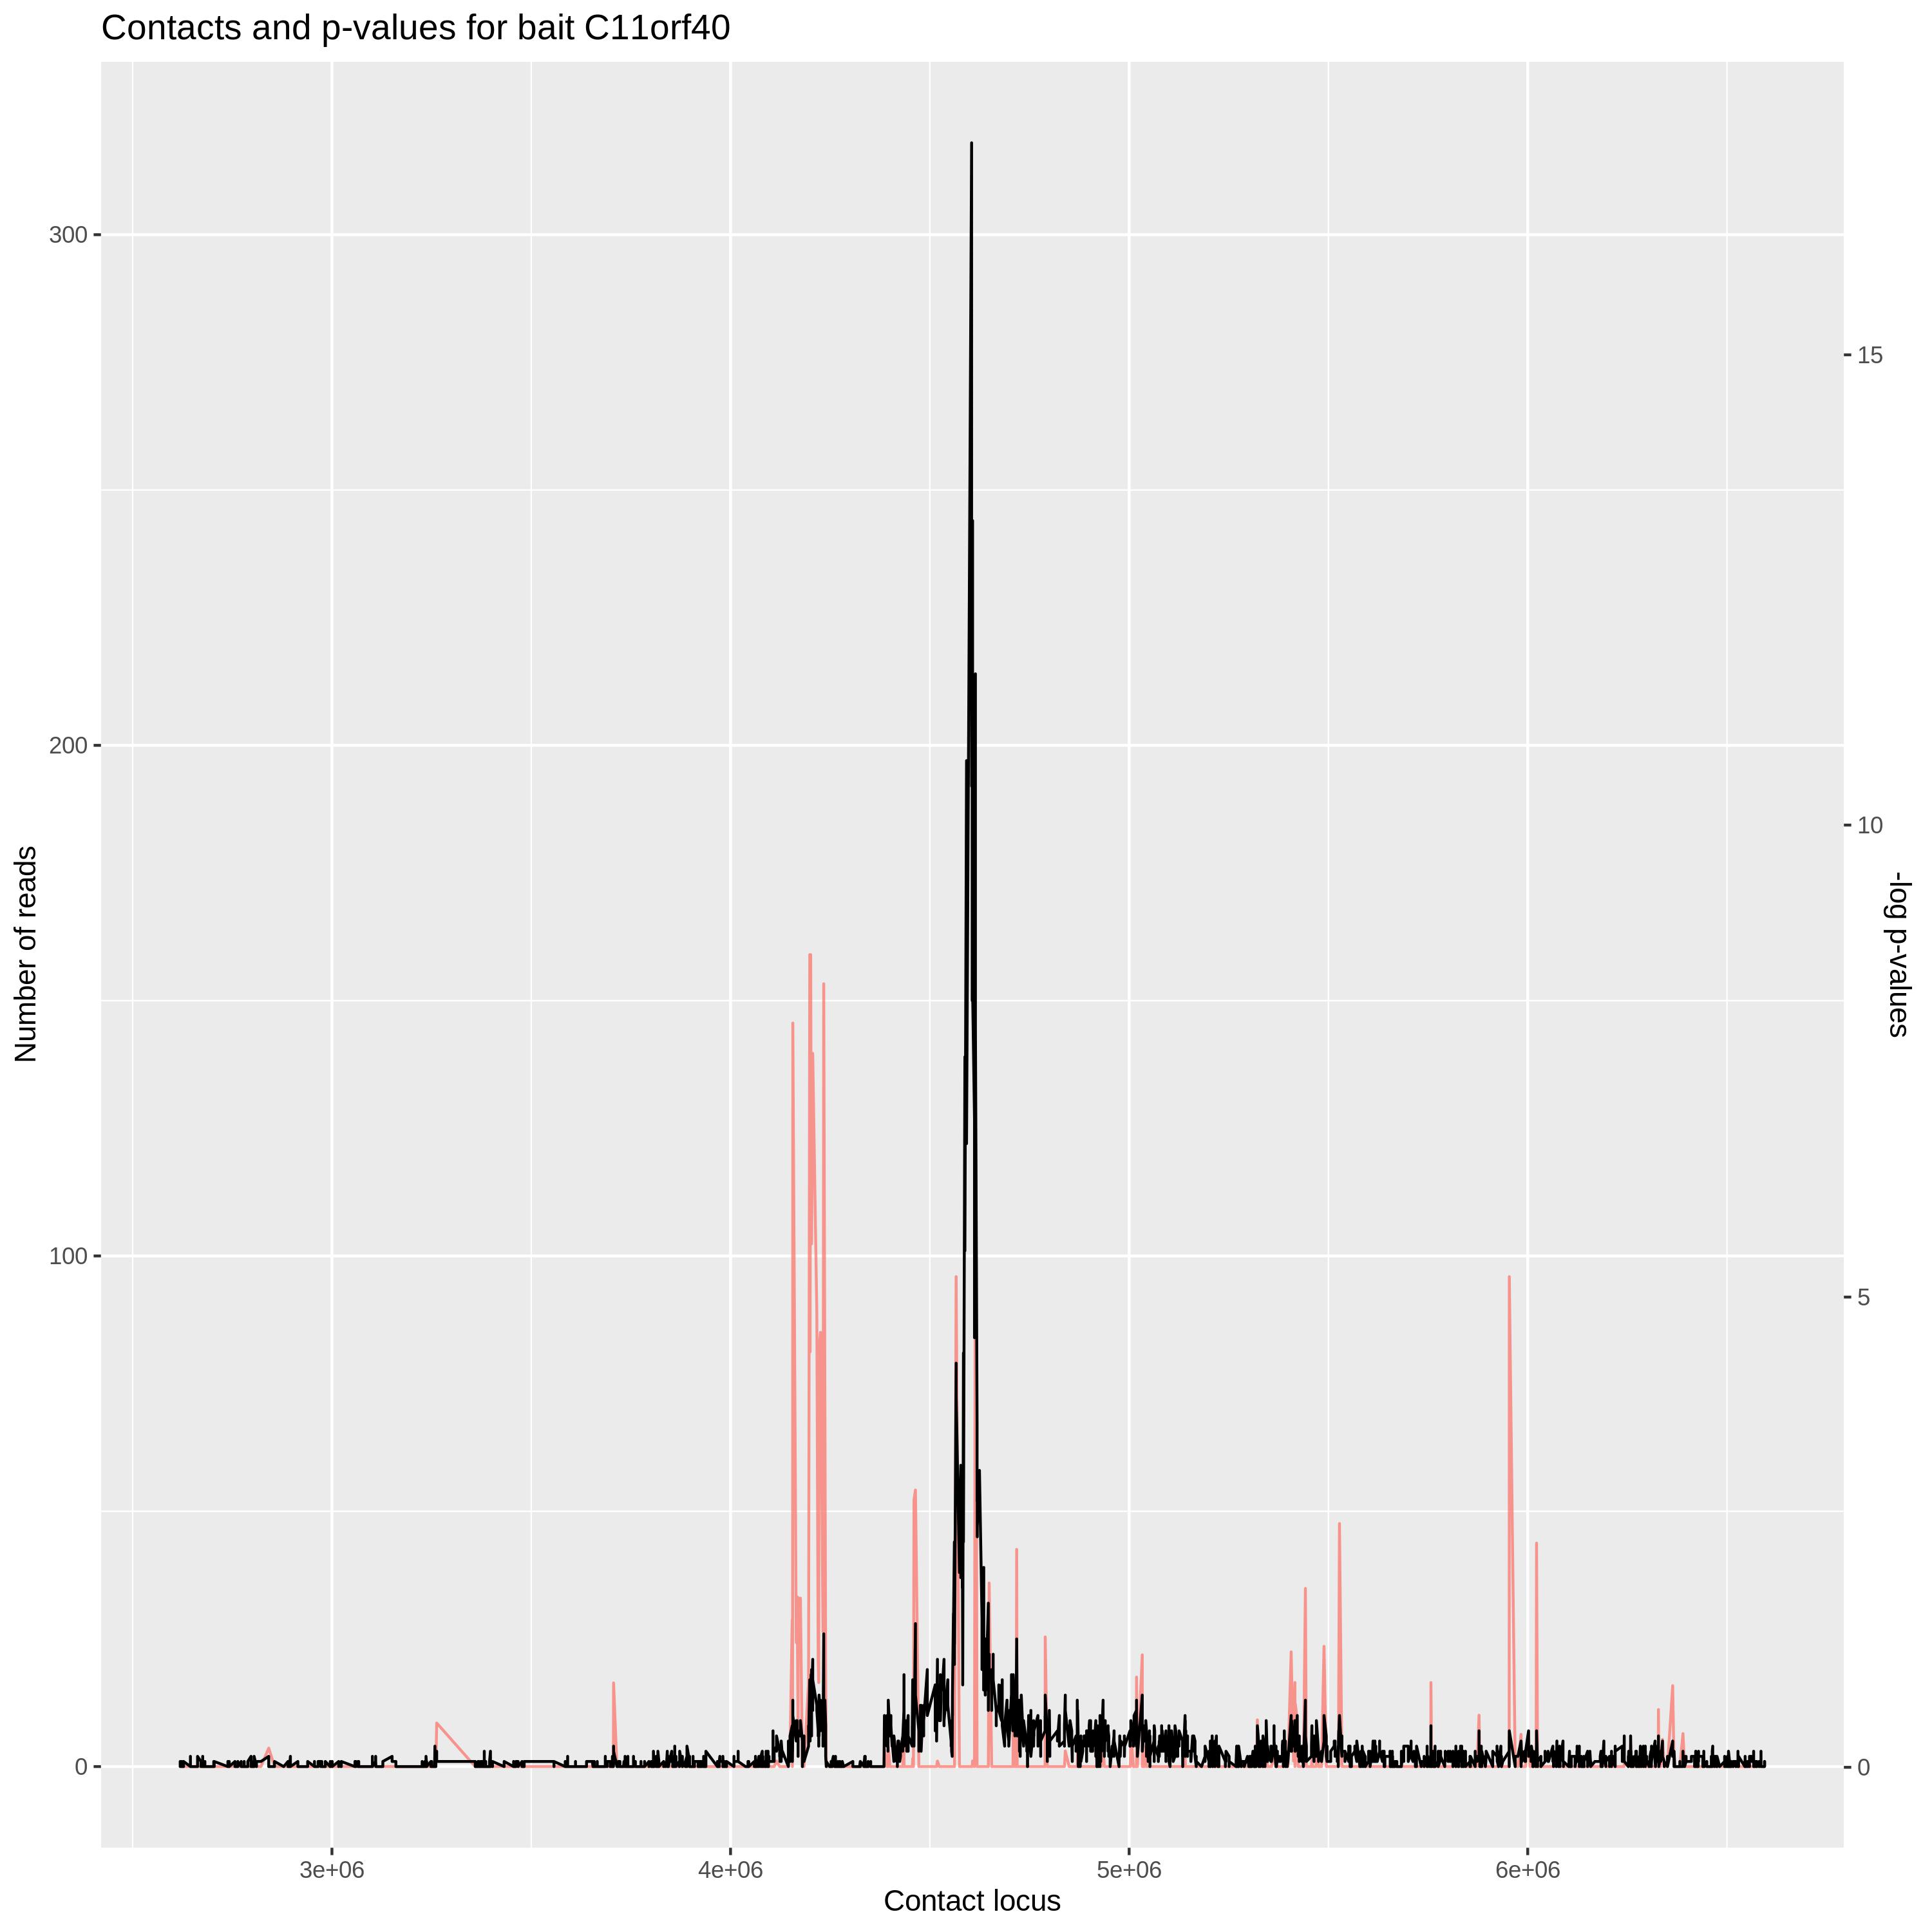 Contacts and p-values for bait C11orf40
Number of reads
300
200
100
0
15
10
5
0
-log p-values
3e+06
4e+06
5e+06
6e+06
Contact locus